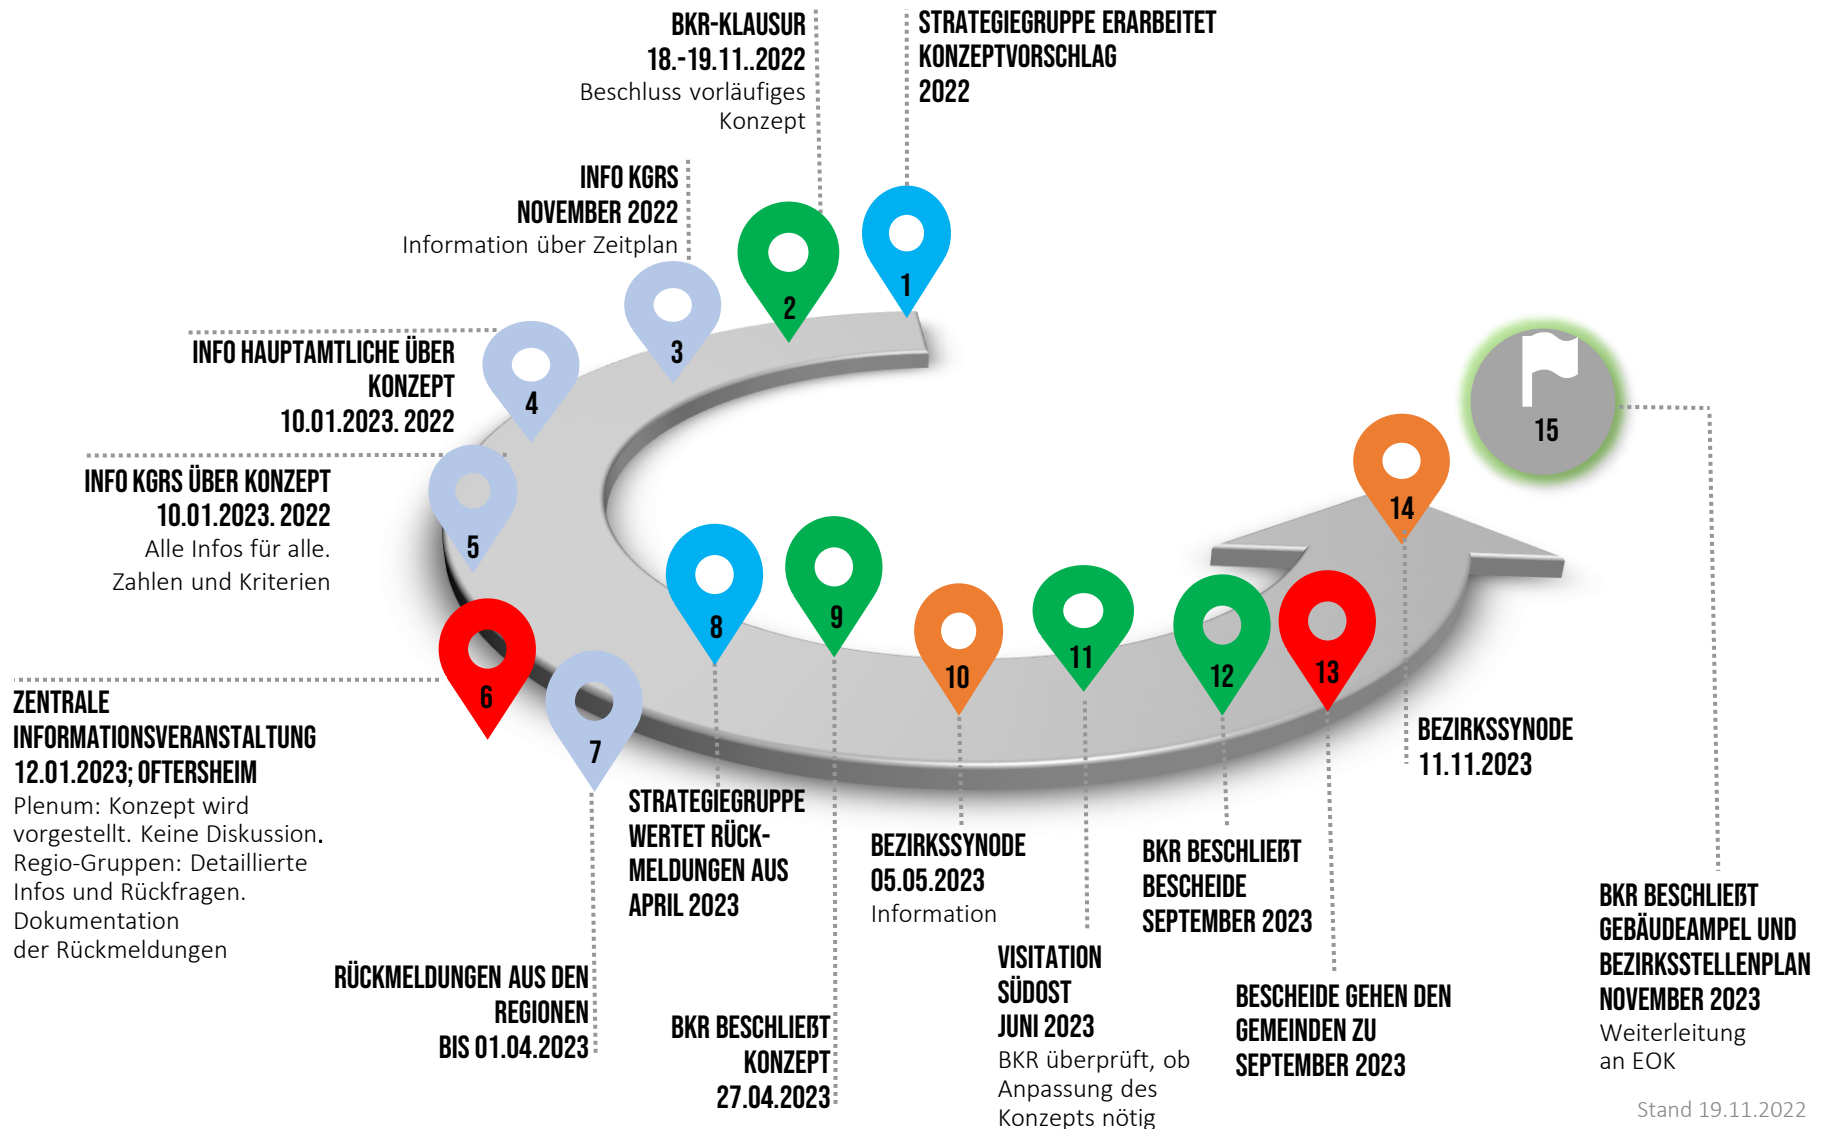 STRATEGIEGRUPPE ERARBEITET
KONZEPTVORSCHLAG
2022
1
BKR-KLAUSUR
18.-19.11..2022
Beschluss vorläufiges
Konzept
2
INFO KGRS
NOVEMBER 2022
Information über Zeitplan
3
INFO HAUPTAMTLICHE ÜBER
KONZEPT
10.01.2023. 2022
4
INFO KGRS ÜBER KONZEPT
10.01.2023. 2022
Alle Infos für alle.
Zahlen und Kriterien
5
ZENTRALE
INFORMATIONSVERANSTALTUNG
12.01.2023; OFTERSHEIM
Plenum: Konzept wird
vorgestellt. Keine Diskussion.
Regio-Gruppen: Detaillierte
Infos und Rückfragen.
Dokumentation
der Rückmeldungen
6
RÜCKMELDUNGEN AUS DEN
REGIONEN
BIS 01.04.2023
7
STRATEGIEGRUPPE
WERTET RÜCK-
MELDUNGEN AUS
APRIL 2023
8
BKR BESCHLIEßT
KONZEPT
27.04.2023
9
BEZIRKSSYNODE
05.05.2023
Information
10
VISITATION
SÜDOST
JUNI 2023
BKR überprüft, ob
Anpassung des
Konzepts nötig
11
BKR BESCHLIEßT
BESCHEIDE
SEPTEMBER 2023
12
BESCHEIDE GEHEN DEN
GEMEINDEN ZU
SEPTEMBER 2023
13
BEZIRKSSYNODE
11.11.2023
14
BKR BESCHLIEßT
GEBÄUDEAMPEL UND
BEZIRKSSTELLENPLAN
NOVEMBER 2023
Weiterleitung
an EOK
15
Stand 19.11.2022